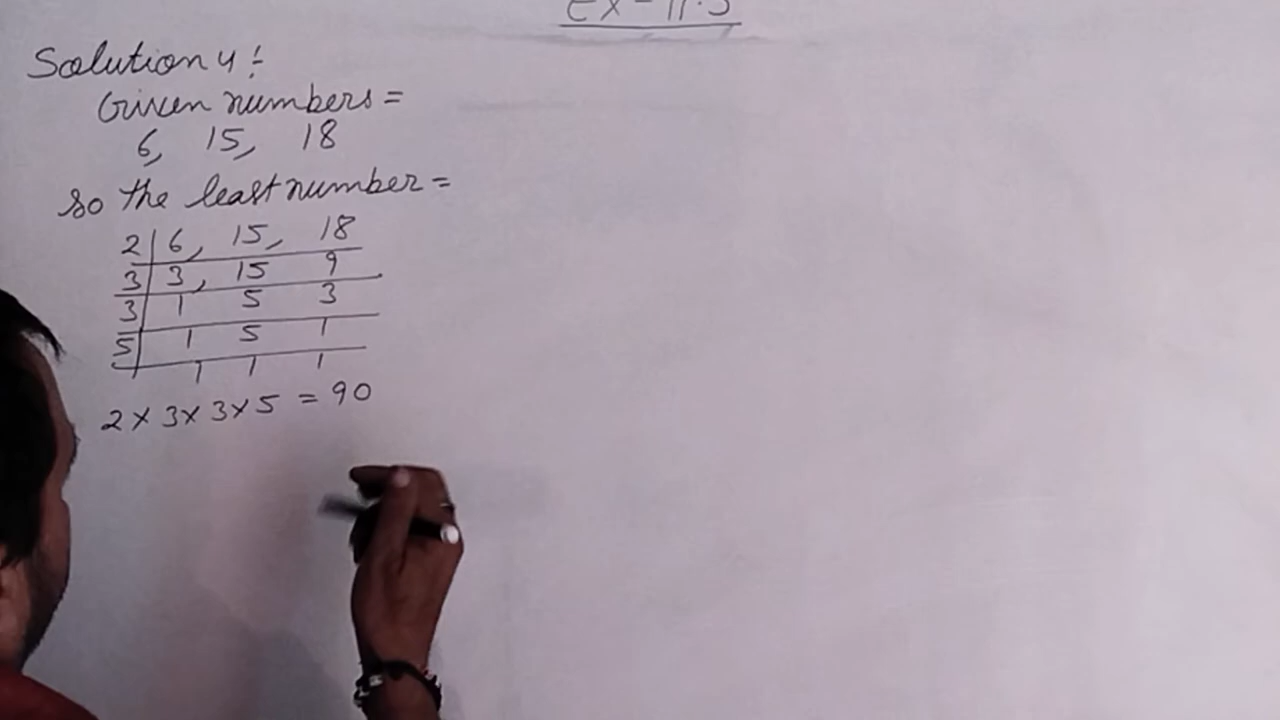 Solution 4:
Given numbers =
6, 15, 18
so the least number =
2 | 6, 15, 18
3 | 3, 15 9
3 | 1 5 3
5 | 1 5 1
1 1 1
2 × 3 × 3 × 5 = 90